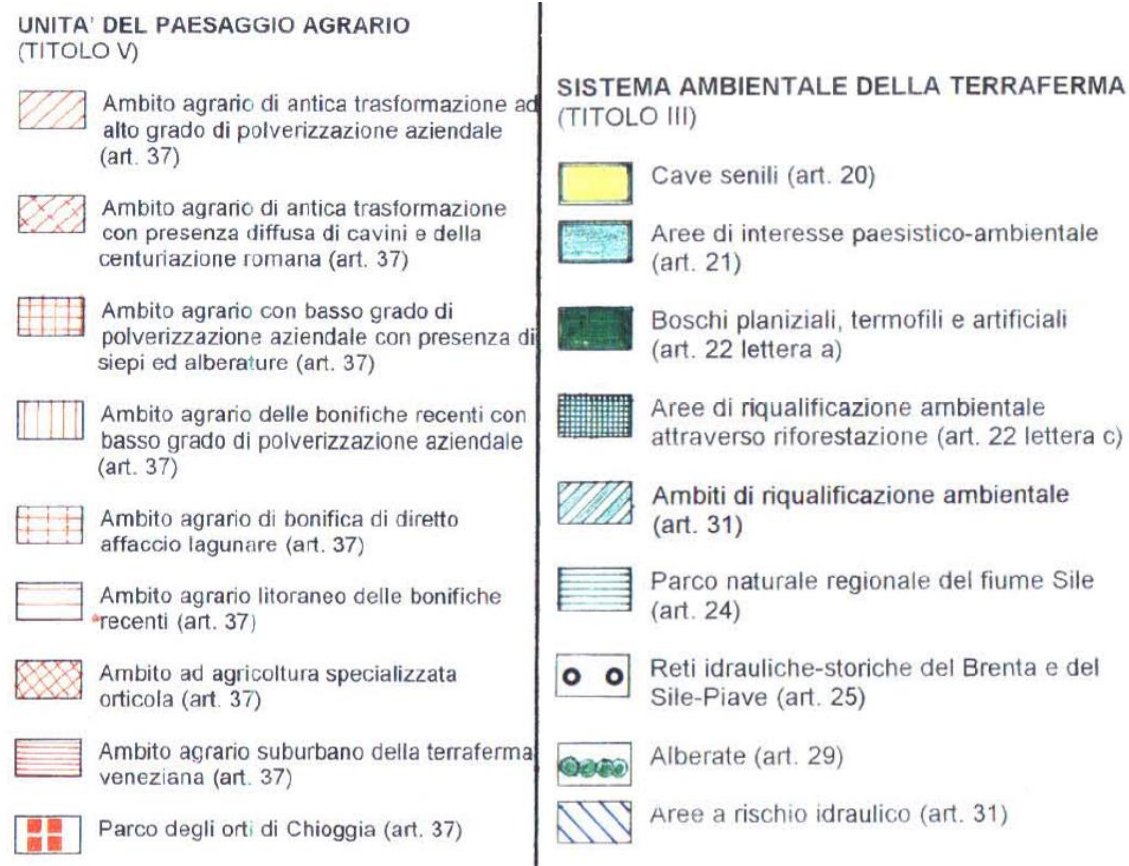 UNITA' DEL PAESAGGIO AGRARIO
(TITOLO V)
Ambito agrario di antica trasformazione ad
alto grado di polverizzazione aziendale
(art. 37)
Ambito agrario di antica trasformazione
con presenza diffusa di cavini e della
centuriazione romana (art. 37)
Ambito agrario con basso grado di
polverizzazione aziendale con presenza di
siepi ed alberature (art. 37)
Ambito agrario delle bonifiche recenti con
basso grado di polverizzazione aziendale
(art. 37)
Ambito agrario di bonifica di diretto
affaccio lagunare (art. 37)
Ambito agrario litoraneo delle bonifiche
recenti (art. 37)
Ambito ad agricoltura specializzata
orticola (art. 37)
Ambito agrario suburbano della terraferma
veneziana (art. 37)
Parco degli orti di Chioggia (art. 37)
SISTEMA AMBIENTALE DELLA TERRAFERMA
(TITOLO III)
Cave senili (art. 20)
Aree di interesse paesistico-ambientale
(art. 21)
Boschi planiziali, termofili e artificiali
(art. 22 lettera a)
Aree di riqualificazione ambientale
attraverso riforestazione (art. 22 lettera c)
Ambiti di riqualificazione ambientale
(art. 31)
Parco naturale regionale del fiume Sile
(art. 24)
Reti idrauliche-storiche del Brenta e del
Sile-Piave (art. 25)
Alberate (art. 29)
Aree a rischio idraulico (art. 31)